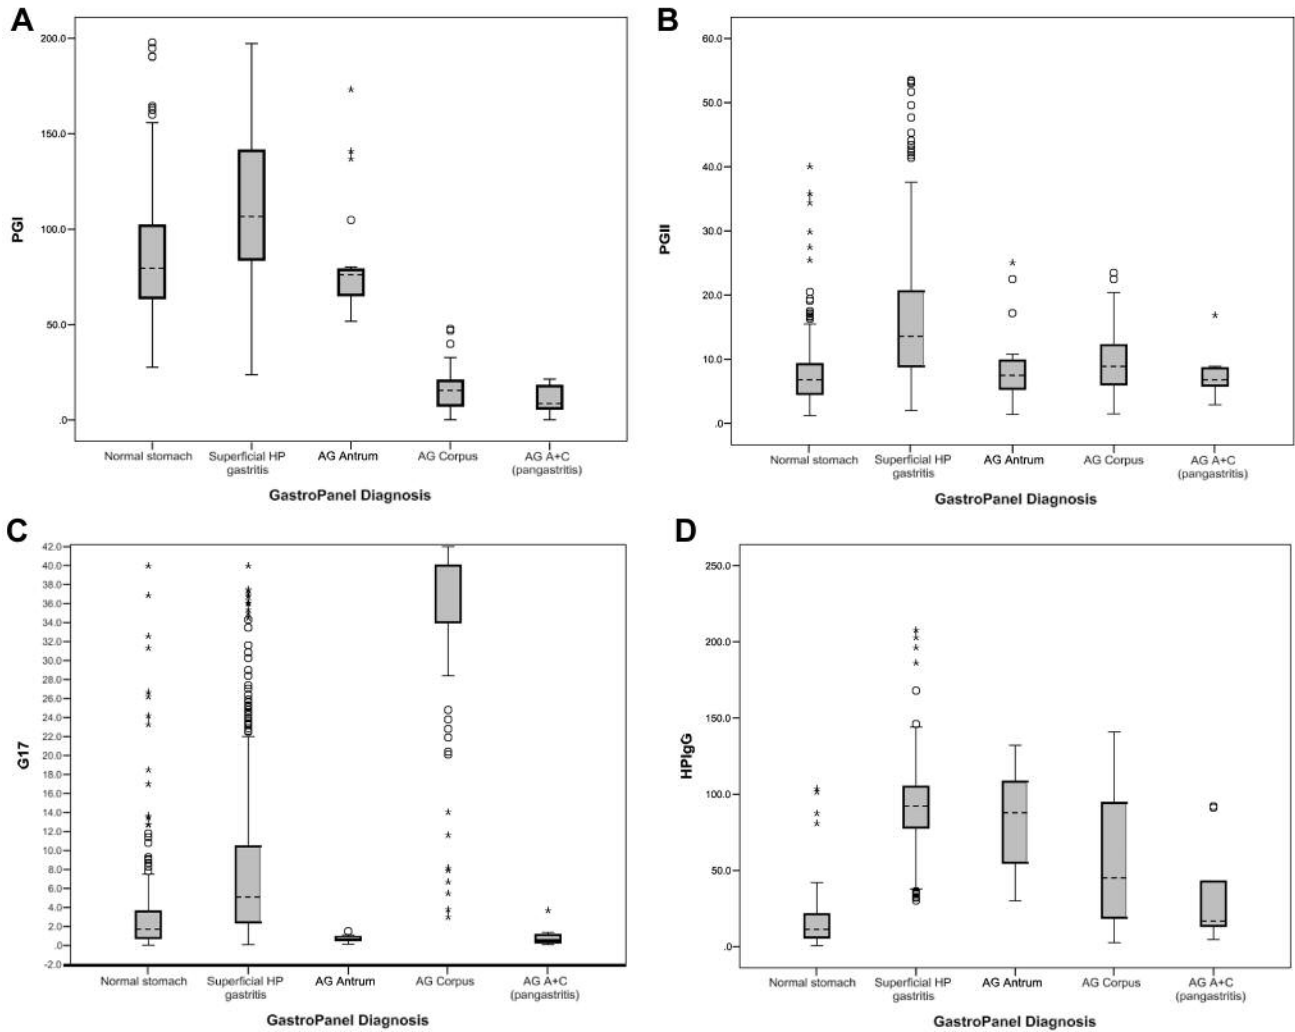 A
200.0
150.0
100.0
50.0
.0
PGI
Normal stomach
Superficial HP
gastritis
AG Antrum
AG Corpus
AG A+C
(pangastritis)
GastroPanel Diagnosis
B
60.0
50.0
40.0
30.0
20.0
10.0
.0
PGII
Normal stomach
Superficial HP
gastritis
AG Antrum
AG Corpus
AG A+C
(pangastritis)
GastroPanel Diagnosis
C
42.0
40.0
38.0
36.0
34.0
32.0
30.0
28.0
26.0
24.0
22.0
20.0
18.0
16.0
14.0
12.0
10.0
8.0
6.0
4.0
2.0
.0
-2.0
G17
Normal stomach
Superficial HP
gastritis
AG Antrum
AG Corpus
AG A+C
(pangastritis)
GastroPanel Diagnosis
D
250.0
200.0
150.0
100.0
50.0
.0
HPIgG
Normal stomach
Superficial HP
gastritis
AG Antrum
AG Corpus
AG A+C
(pangastritis)
GastroPanel Diagnosis